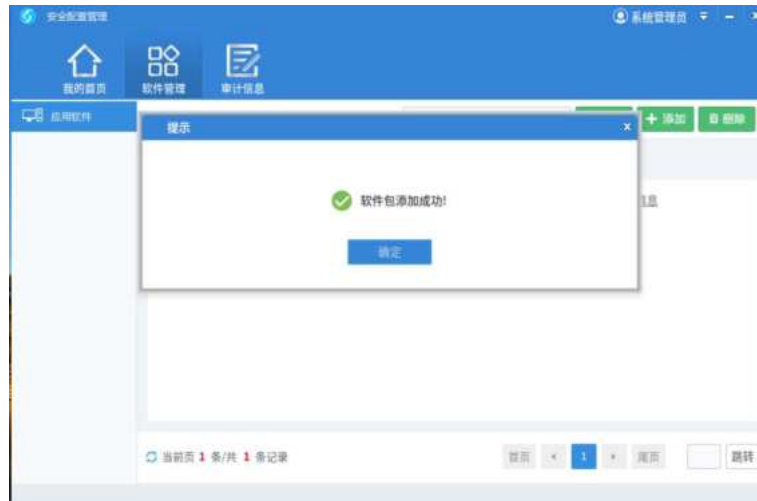 安全配置管理
系统管理员
我的首页
软件管理
审计信息
应用软件
添加
删除
提示
x
软件包添加成功!
确定
息
当前页 1 条/共 1 条记录
首页
1
尾页
跳转